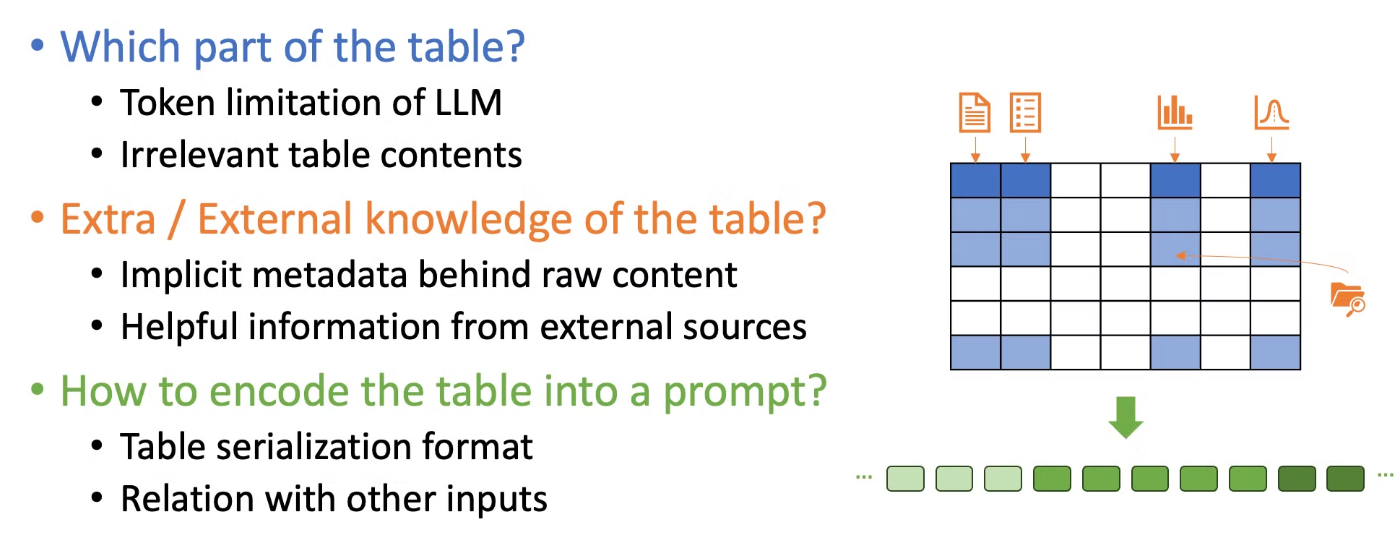 • Which part of the table?
• Token limitation of LLM
• Irrelevant table contents
• Extra / External knowledge of the table?
• Implicit metadata behind raw content
• Helpful information from external sources
• How to encode the table into a prompt?
• Table serialization format
• Relation with other inputs
... ...